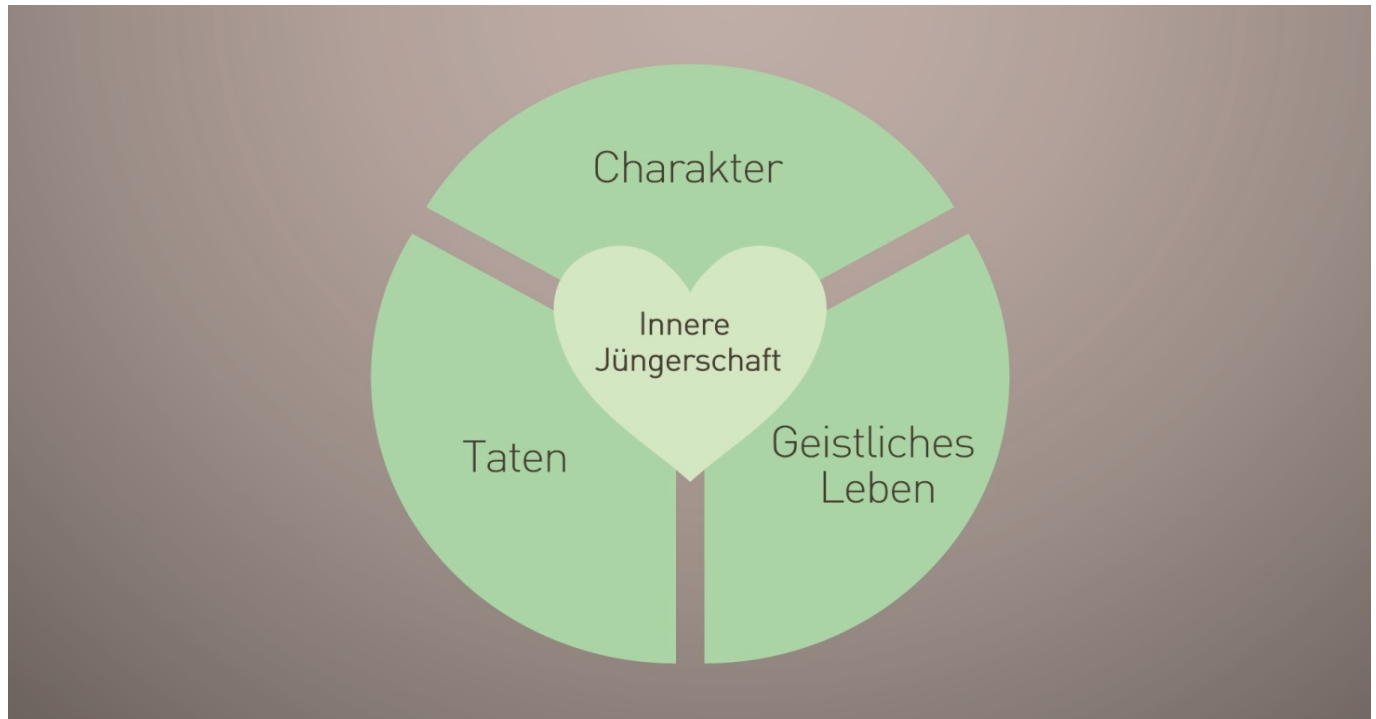 Charakter
Innere
Jüngerschaft
Taten
Geistliches
Leben